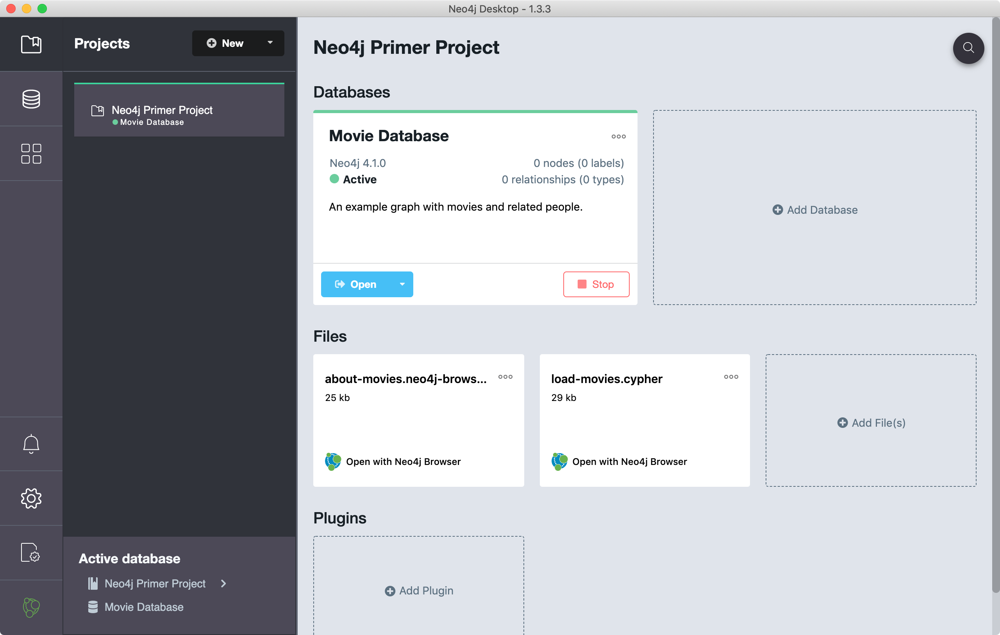 Neo4j Desktop - 1.3.3
Projects
New
Neo4j Primer Project
Movie Database
Active database
Neo4j Primer Project
Movie Database
Neo4j Primer Project
Databases
Movie Database
Neo4j 4.1.0
0 nodes (0 labels)
Active
0 relationships (0 types)
An example graph with movies and related people.
Open
Stop
Add Database
Files
about-movies.neo4j-brows...
25 kb
Open with Neo4j Browser
load-movies.cypher
29 kb
Open with Neo4j Browser
Add File(s)
Plugins
Add Plugin